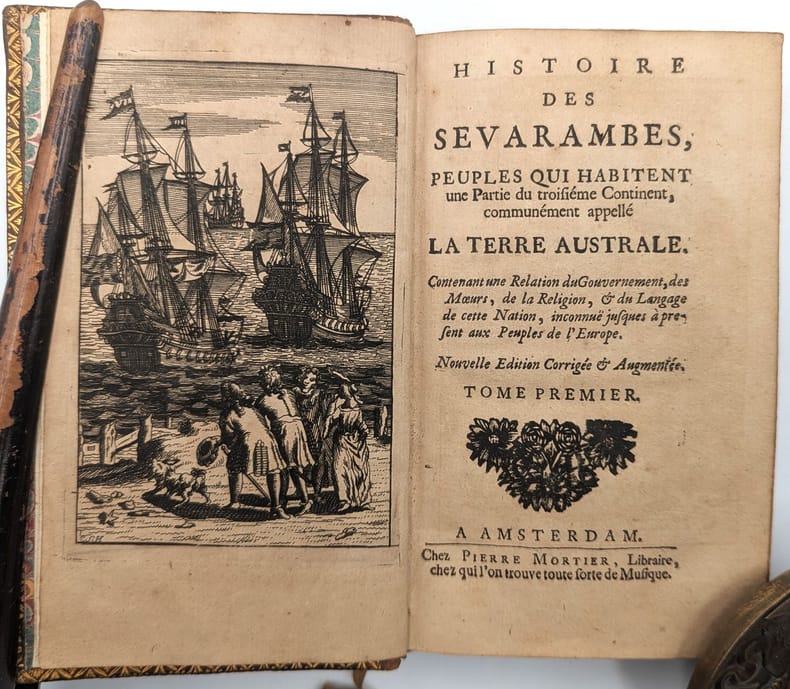 HISTOIRE
DES
SEVARAMBES,
PEUPLES QUI HABITENT
une Partie du troisiéme Continent,
communément appellé
LA TERRE AUSTRALE.
Contenant une Relation du Gouvernement, des
Mœurs, de la Religion, & du Langage
de cette Nation, inconnuë juſques à pre-
ſent aux Peuples de l'Europe.
Nouvelle Edition Corrigée & Augmentée.
TOME PREMIER.
A AMSTERDAM.
Chez PIERRE MORTIER, Libraire,
chez qui l'on trouve toute ſorte de Muſique.